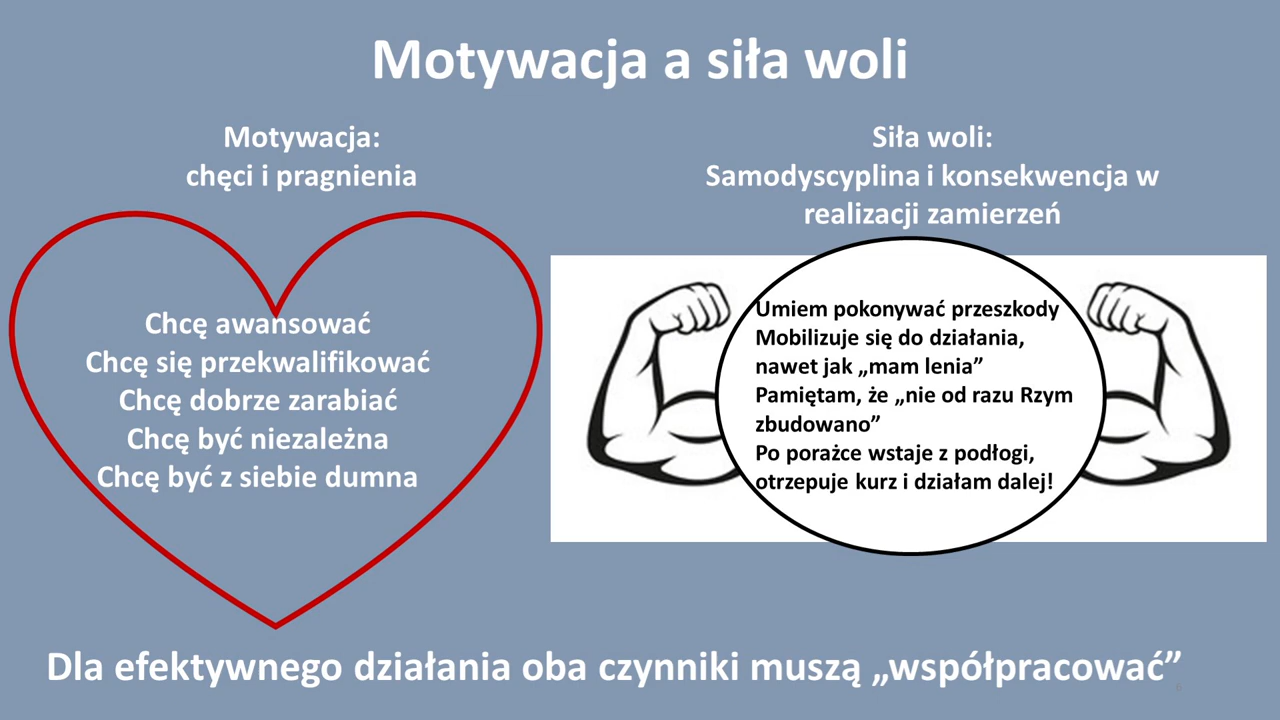 Motywacja a siła woli
Motywacja:
chęci i pragnienia
Siła woli:
Samodyscyplina i konsekwencja w
realizacji zamierzeń
Chcę awansować
Chcę się przekwalifikować
Chcę dobrze zarabiać
Chcę być niezależna
Chcę być z siebie dumna
Umiem pokonywać przeszkody
Mobilizuje się do działania,
nawet jak „mam lenia”
Pamiętam, że „nie od razu Rzym
zbudowano”
Po porażce wstaje z podłogi,
otrzepuje kurz i działam dalej!
Dla efektywnego działania oba czynniki muszą „współpracować”
6